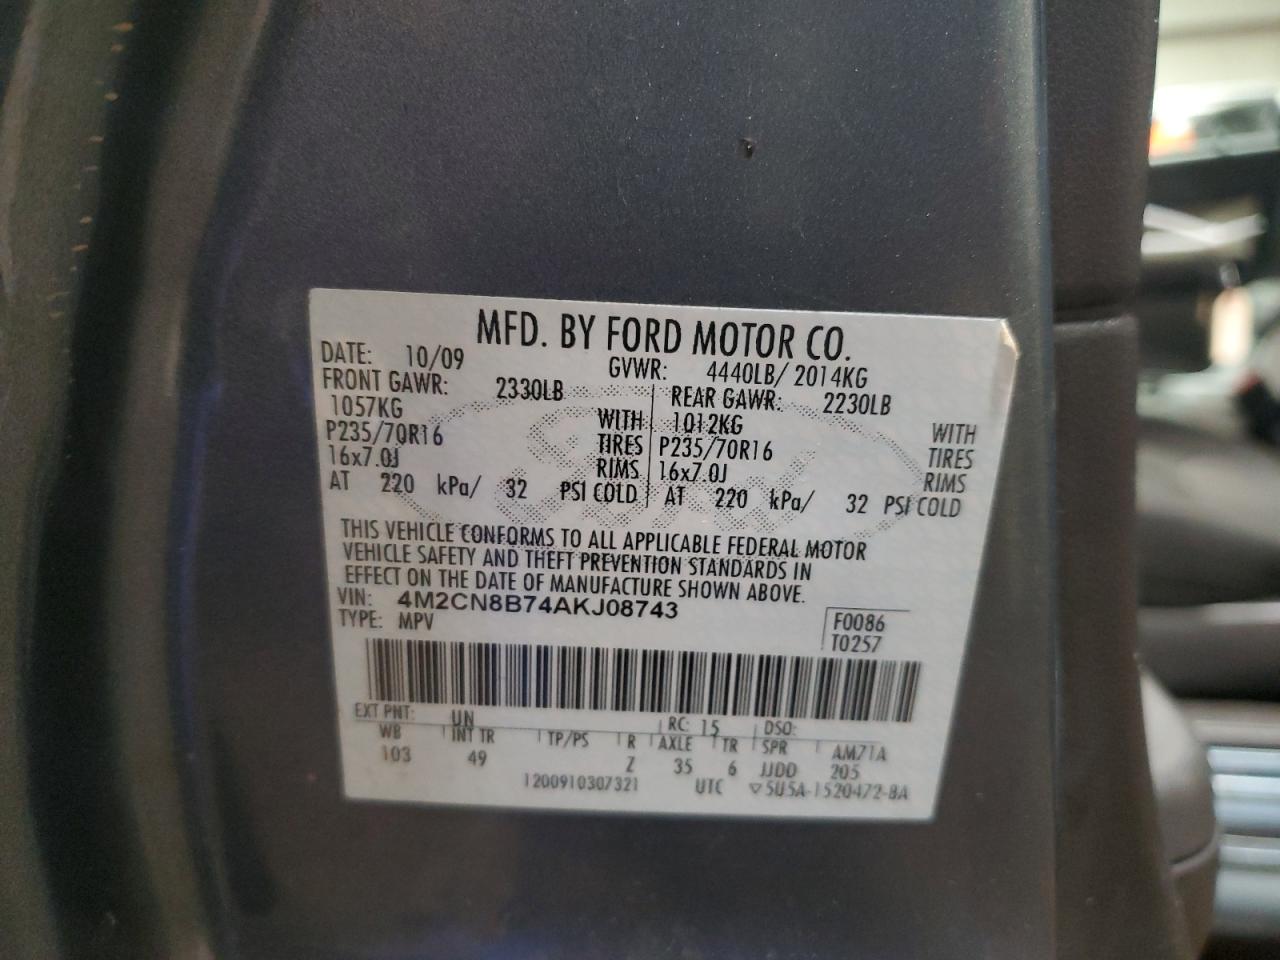 MFD. BY FORD MOTOR CO.
DATE: 10/09 GVWR: 4440LB/ 2014KG
FRONT GAWR: 2330LB REAR GAWR: 2230LB
1057KG WITH 1012KG WITH
P235/70R16 TIRES P235/70R16 TIRES
16x7.0J RIMS 16x7.0J RIMS
AT 220 kPa/ 32 PSI COLD AT 220 kPa/ 32 PSI COLD
THIS VEHICLE CONFORMS TO ALL APPLICABLE FEDERAL MOTOR
VEHICLE SAFETY AND THEFT PREVENTION STANDARDS IN
EFFECT ON THE DATE OF MANUFACTURE SHOWN ABOVE.
VIN: 4M2CN8B74AKJ08743
TYPE: MPV F0086
T0257
EXT PNT: UN RC: 15 DSO:
WB INT TR TP/PS R AXLE TR SPR AM71A
103 49 Z 35 6 JJDD 205
1200910307321 UTC ▽5U5A-1520472-BA